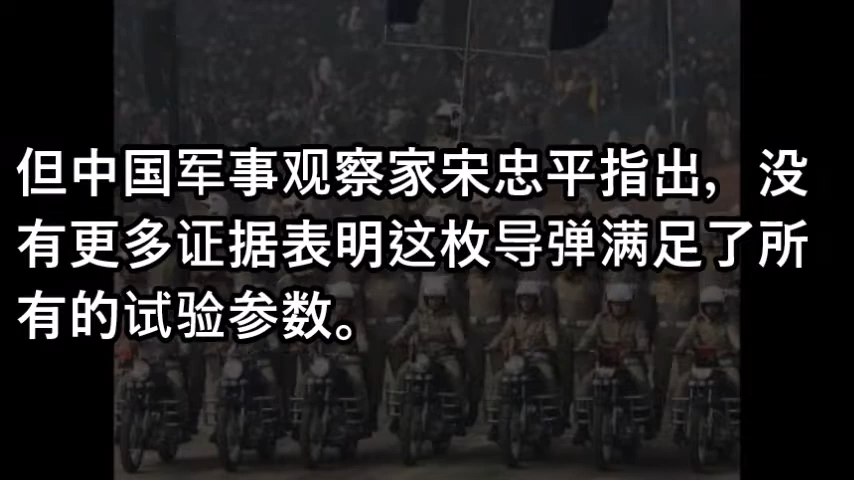 但中国军事观察家宋忠平指出，没
有更多证据表明这枚导弹满足了所
有的试验参数。